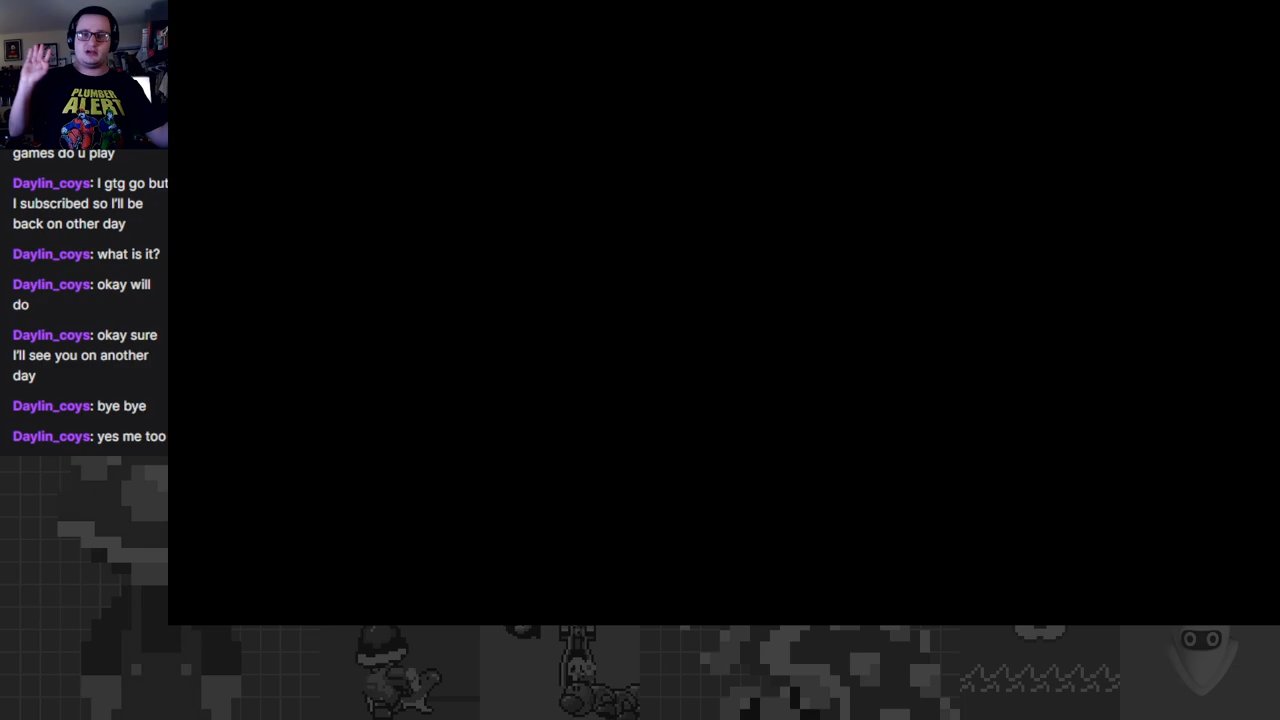 PLUMBER
ALERT
games do u play
Daylin_coys: I gtg go but
I subscribed so I'll be
back on other day
Daylin_coys: what is it?
Daylin_coys: okay will
do
Daylin_coys: okay sure
I'll see you on another
day
Daylin_coys: bye bye
Daylin_coys: yes me too